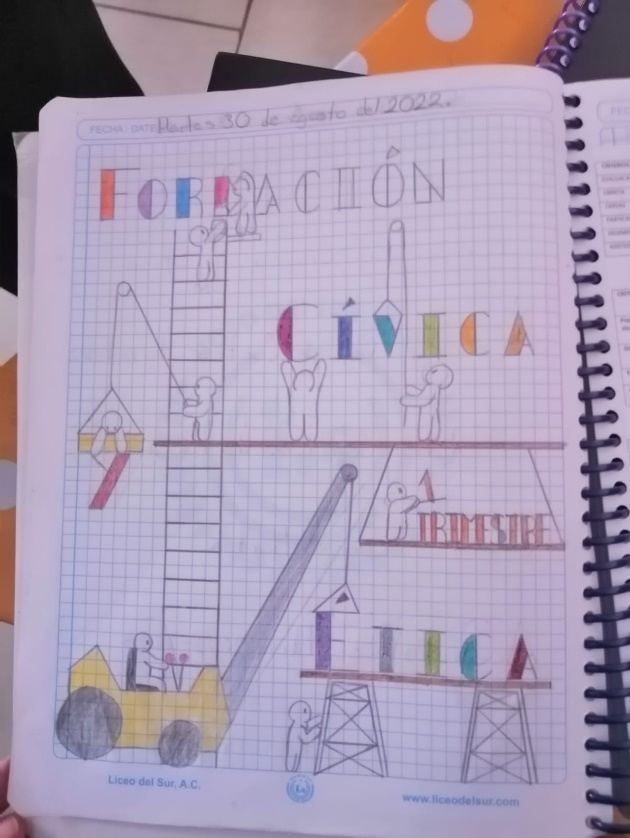 FECHA / DATE Martes 30 de agosto del 2022.
FORMACIÓN
CÍVICA
1
TRIMESTRE
ÉTICA
Liceo del Sur, A.C.
www.liceodelsur.com